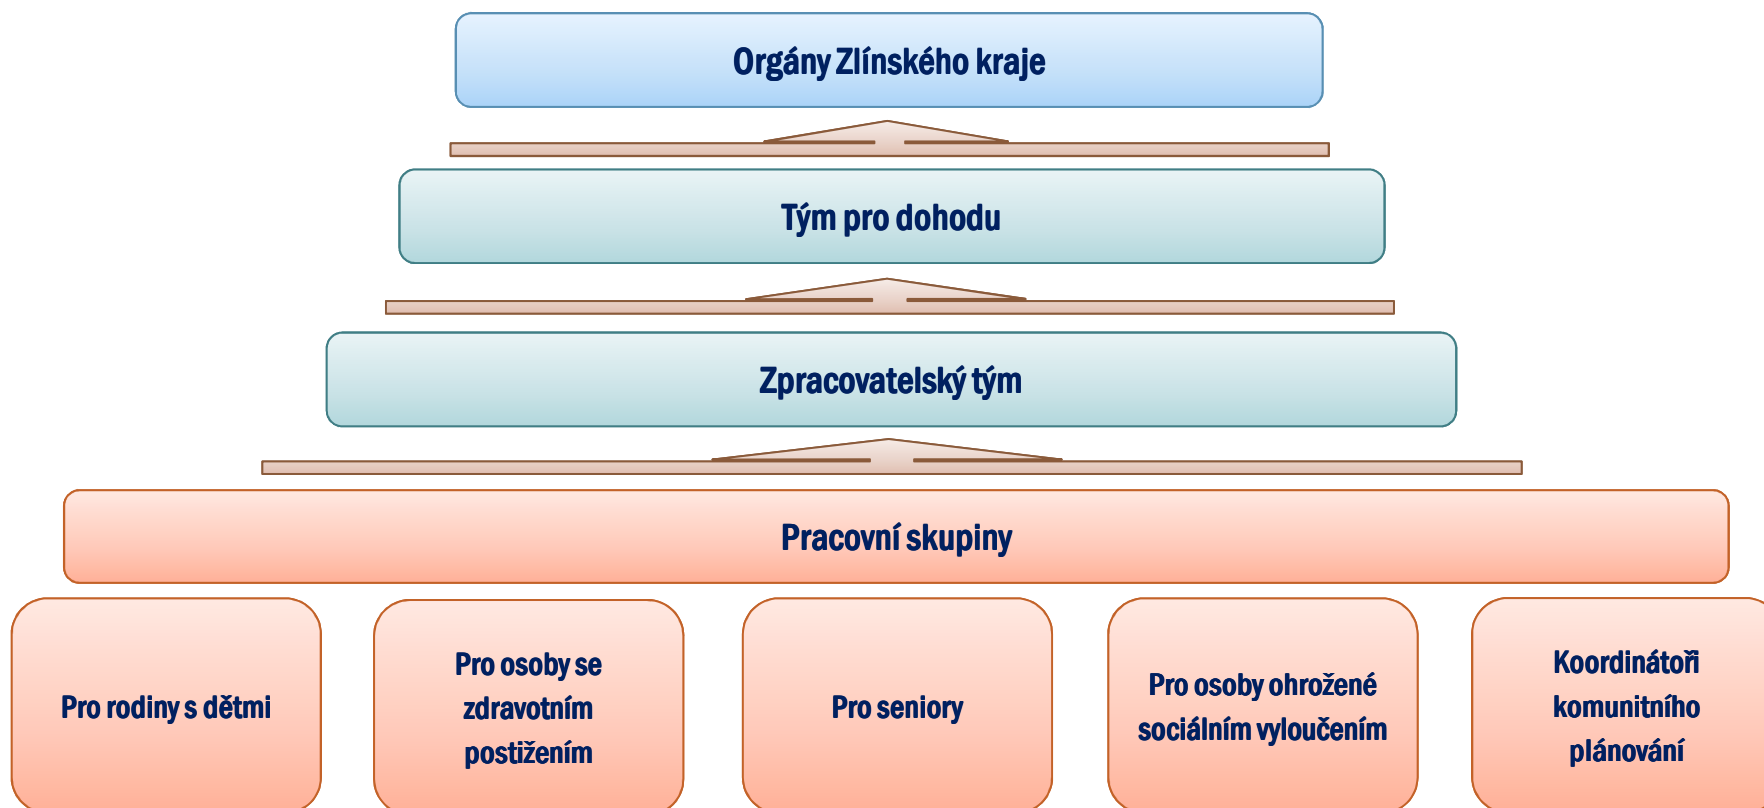 Orgány Zlínského kraje
Tým pro dohodu
Zpracovatelský tým
Pracovní skupiny
Pro rodiny s dětmi
Pro osoby se
zdravotním
postižením
Pro seniory
Pro osoby ohrožené
sociálním vyloučením
Koordinátoři
komunitního
plánování